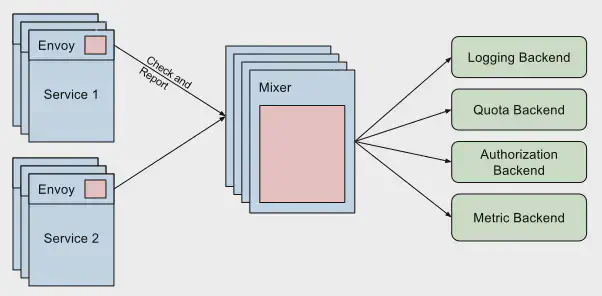 Envoy
Service 1
Check and
Report
Envoy
Service 2
Mixer
Logging Backend
Quota Backend
Authorization
Backend
Metric Backend